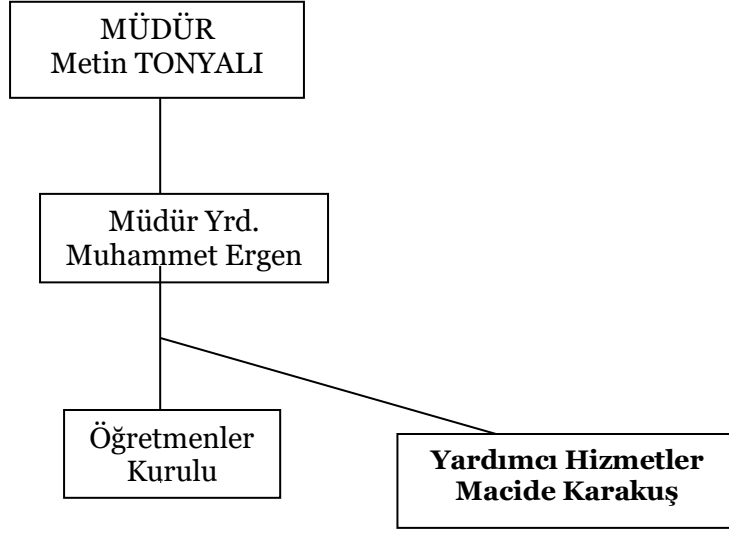 MÜDÜR
Metin TONYALI
Müdür Yrd.
Muhammet Ergen
Öğretmenler
Kurulu
Yardımcı Hizmetler
Macide Karakuş